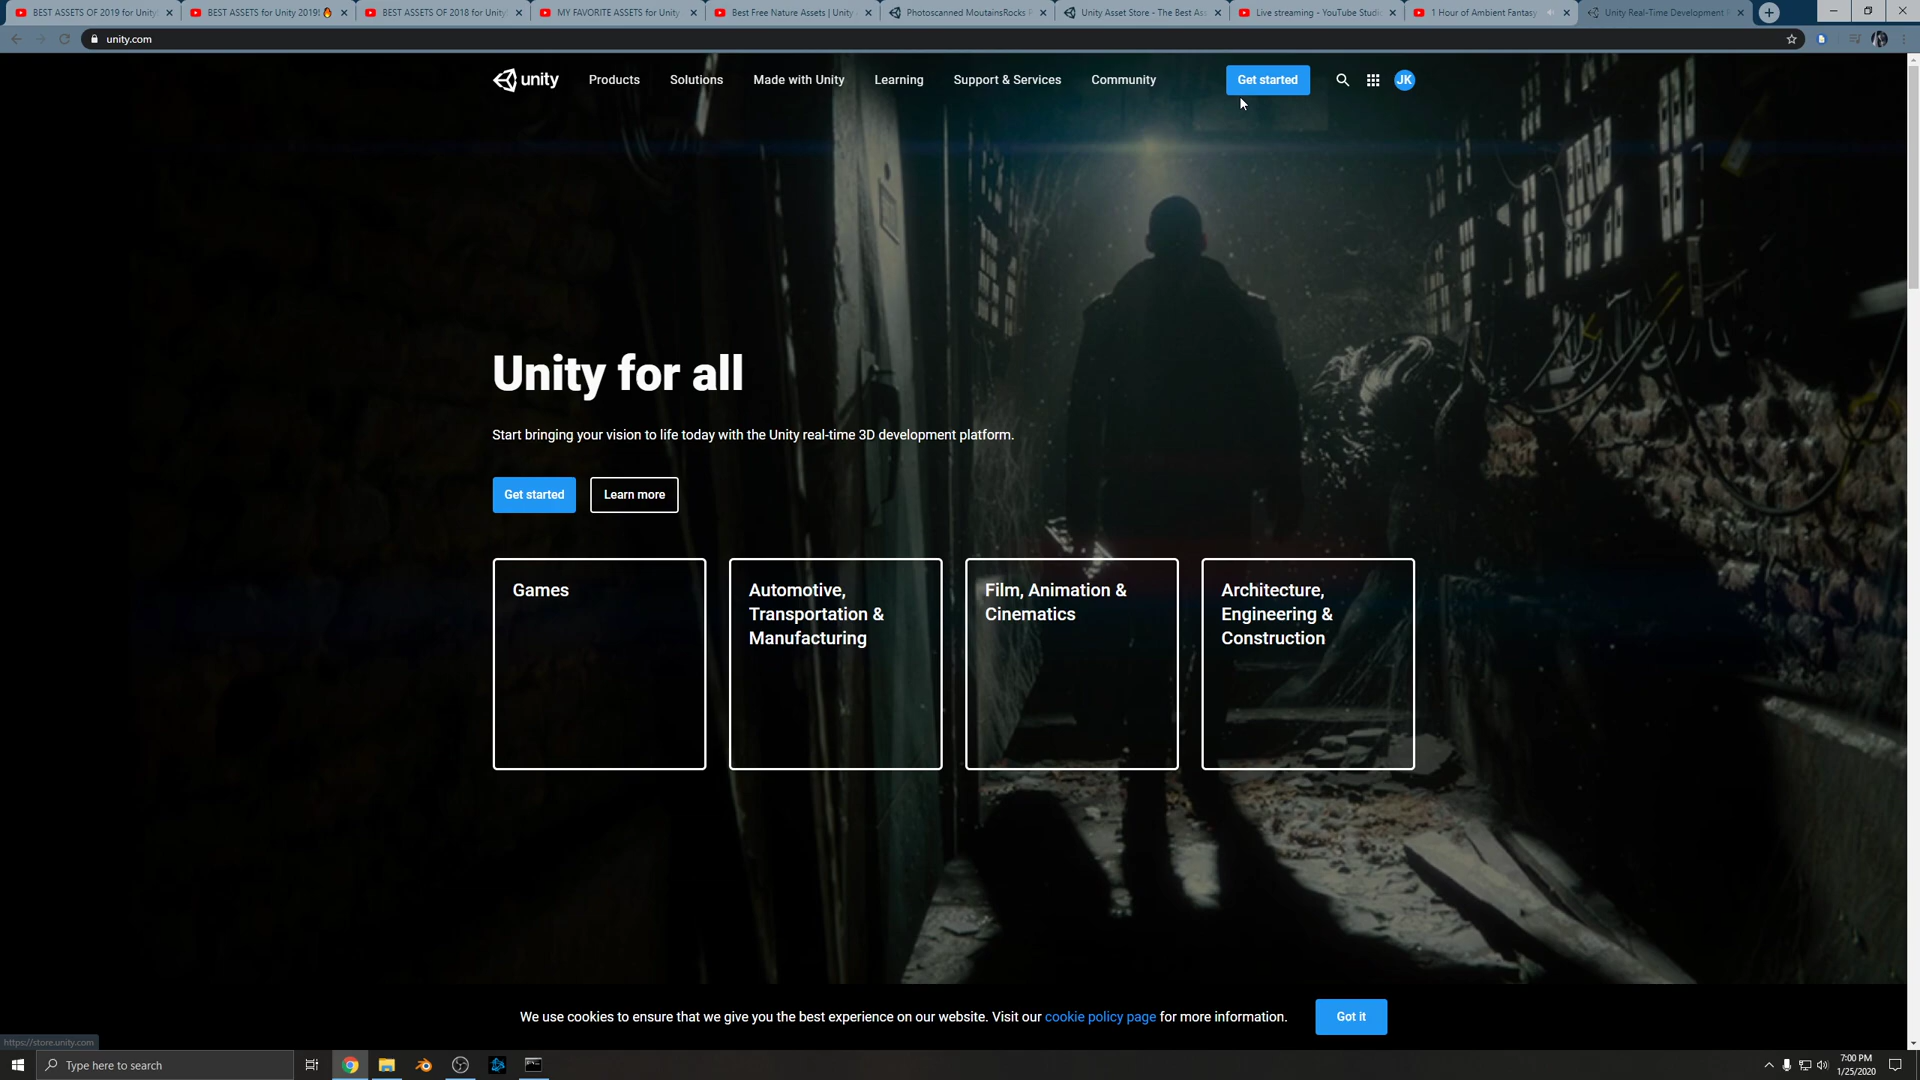 BEST ASSETS OF 2019 for Unity
BEST ASSETS for Unity 2019!
BEST ASSETS OF 2018 for Unity
MY FAVORITE ASSETS for Unity
Best Free Nature Assets | Unity
Photoscanned MoutainsRocks P
Unity Asset Store - The Best As
Live streaming - YouTube Studi
1 Hour of Ambient Fantasy
Unity Real-Time Development
unity.com
unity
Products
Solutions
Made with Unity
Learning
Support & Services
Community
Get started
JK
Unity for all
Start bringing your vision to life today with the Unity real-time 3D development platform.
Get started
Learn more
Games
Automotive,
Transportation &
Manufacturing
Film, Animation &
Cinematics
Architecture,
Engineering &
Construction
We use cookies to ensure that we give you the best experience on our website. Visit our cookie policy page for more information.
Got it
https://store.unity.com
Type here to search
7:00 PM
1/25/2020